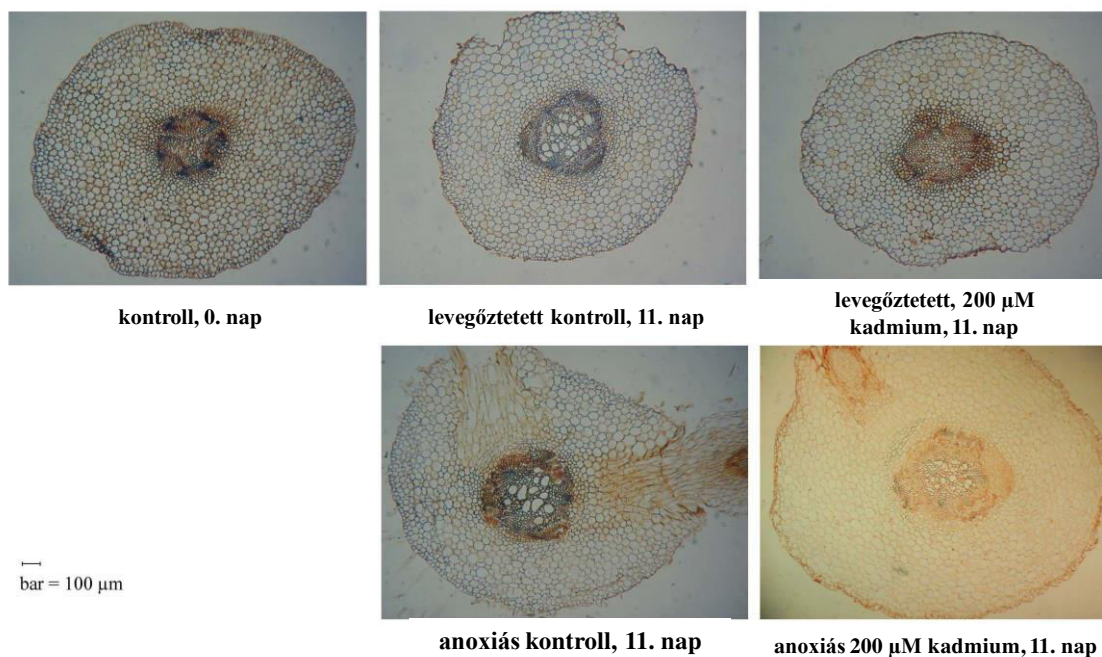 kontroll, 0. nap
levegőztetett kontroll, 11. nap
levegőztetett, 200 µM
kadmium, 11. nap
bar = 100 µm
anoxiás kontroll, 11. nap
anoxiás 200 µM kadmium, 11. nap